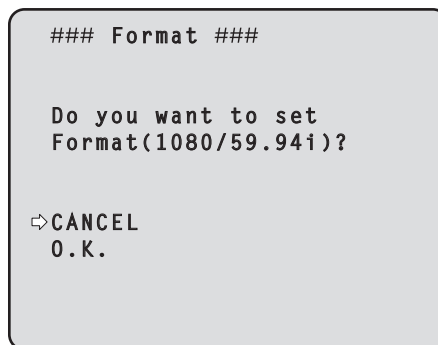 ### Format ###
Do you want to set
Format(1080/59.94i)?
⇨CANCEL
O.K.